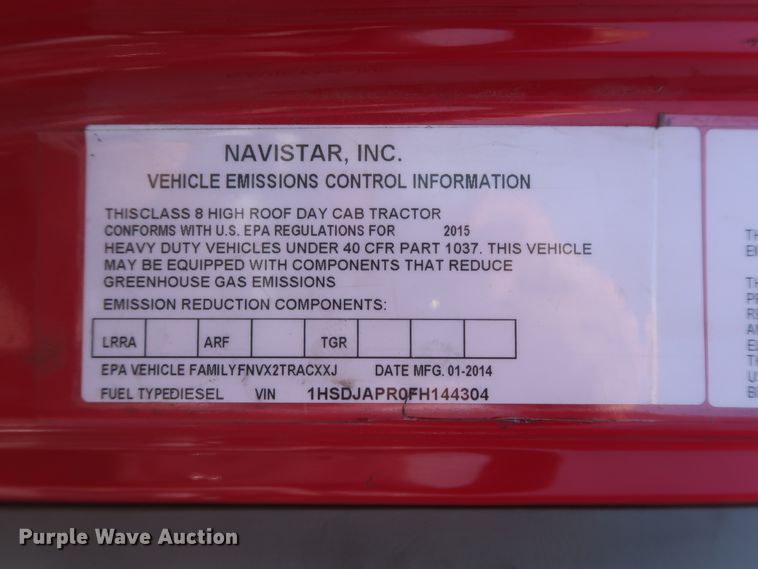 NAVISTAR, INC.
VEHICLE EMISSIONS CONTROL INFORMATION
THISCLASS 8 HIGH ROOF DAY CAB TRACTOR
CONFORMS WITH U.S. EPA REGULATIONS FOR 2015
HEAVY DUTY VEHICLES UNDER 40 CFR PART 1037. THIS VEHICLE
MAY BE EQUIPPED WITH COMPONENTS THAT REDUCE
GREENHOUSE GAS EMISSIONS
EMISSION REDUCTION COMPONENTS:
LRRA ARF TGR
EPA VEHICLE FAMILYFNVX2TRACXXJ DATE MFG. 01-2014
FUEL TYPEDIESEL VIN 1HSDJAPR0FH144304
Purple Wave Auction